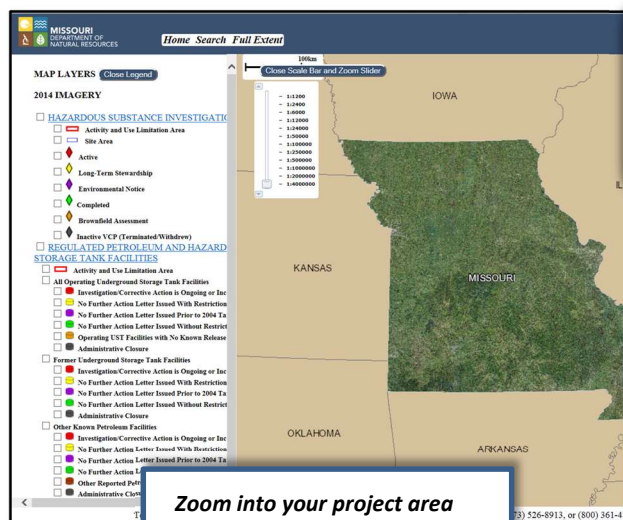 MISSOURI
DEPARTMENT OF
NATURAL RESOURCES
Home Search Full Extent
MAP LAYERS Close Legend
2014 IMAGERY
HAZARDOUS SUBSTANCE INVESTIGATIO
Activity and Use Limitation Area
Site Area
Active
Long-Term Stewardship
Environmental Notice
Completed
Brownfield Assessment
Inactive VCP (Terminated/Withdrew)
REGULATED PETROLEUM AND HAZARD
STORAGE TANK FACILITIES
Activity and Use Limitation Area
All Operating Underground Storage Tank Facilities
Investigation/Corrective Action is Ongoing or Inc
No Further Action Letter Issued With Restriction
No Further Action Letter Issued Prior to 2004 Ta
No Further Action Letter Issued Without Restrict
Operating UST Facilities with No Known Release
Administrative Closure
Former Underground Storage Tank Facilities
Investigation/Corrective Action is Ongoing or Inc
No Further Action Letter Issued With Restriction
No Further Action Letter Issued Prior to 2004 Ta
No Further Action Letter Issued Without Restrict
Administrative Closure
Other Known Petroleum Facilities
Investigation/Corrective Action is Ongoing or Inc
No Further Action Letter Issued With Restriction
No Further Action Letter Issued Prior to 2004 Ta
No Further Action L
Other Reported Petr
Administrative Clos
100km
Close Scale Bar and Zoom Slider
1:1200
1:2400
1:6000
1:12000
1:24000
1:50000
1:100000
1:250000
1:500000
1:1000000
1:2000000
1:4000000
IOWA
KANSAS
MISSOURI
OKLAHOMA
ARKANSAS
Zoom into your project area
73) 526-8913, or (800) 361-4